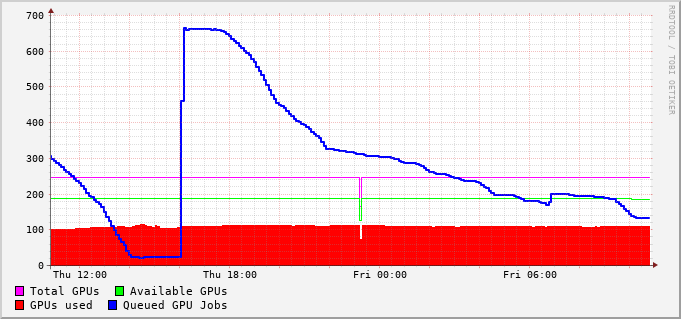 700
600
500
400
300
200
100
0
Thu 12:00 Thu 18:00 Fri 00:00 Fri 06:00
Total GPUs Available GPUs
GPUs used Queued GPU Jobs
RRDTOOL / TOBI OETIKER